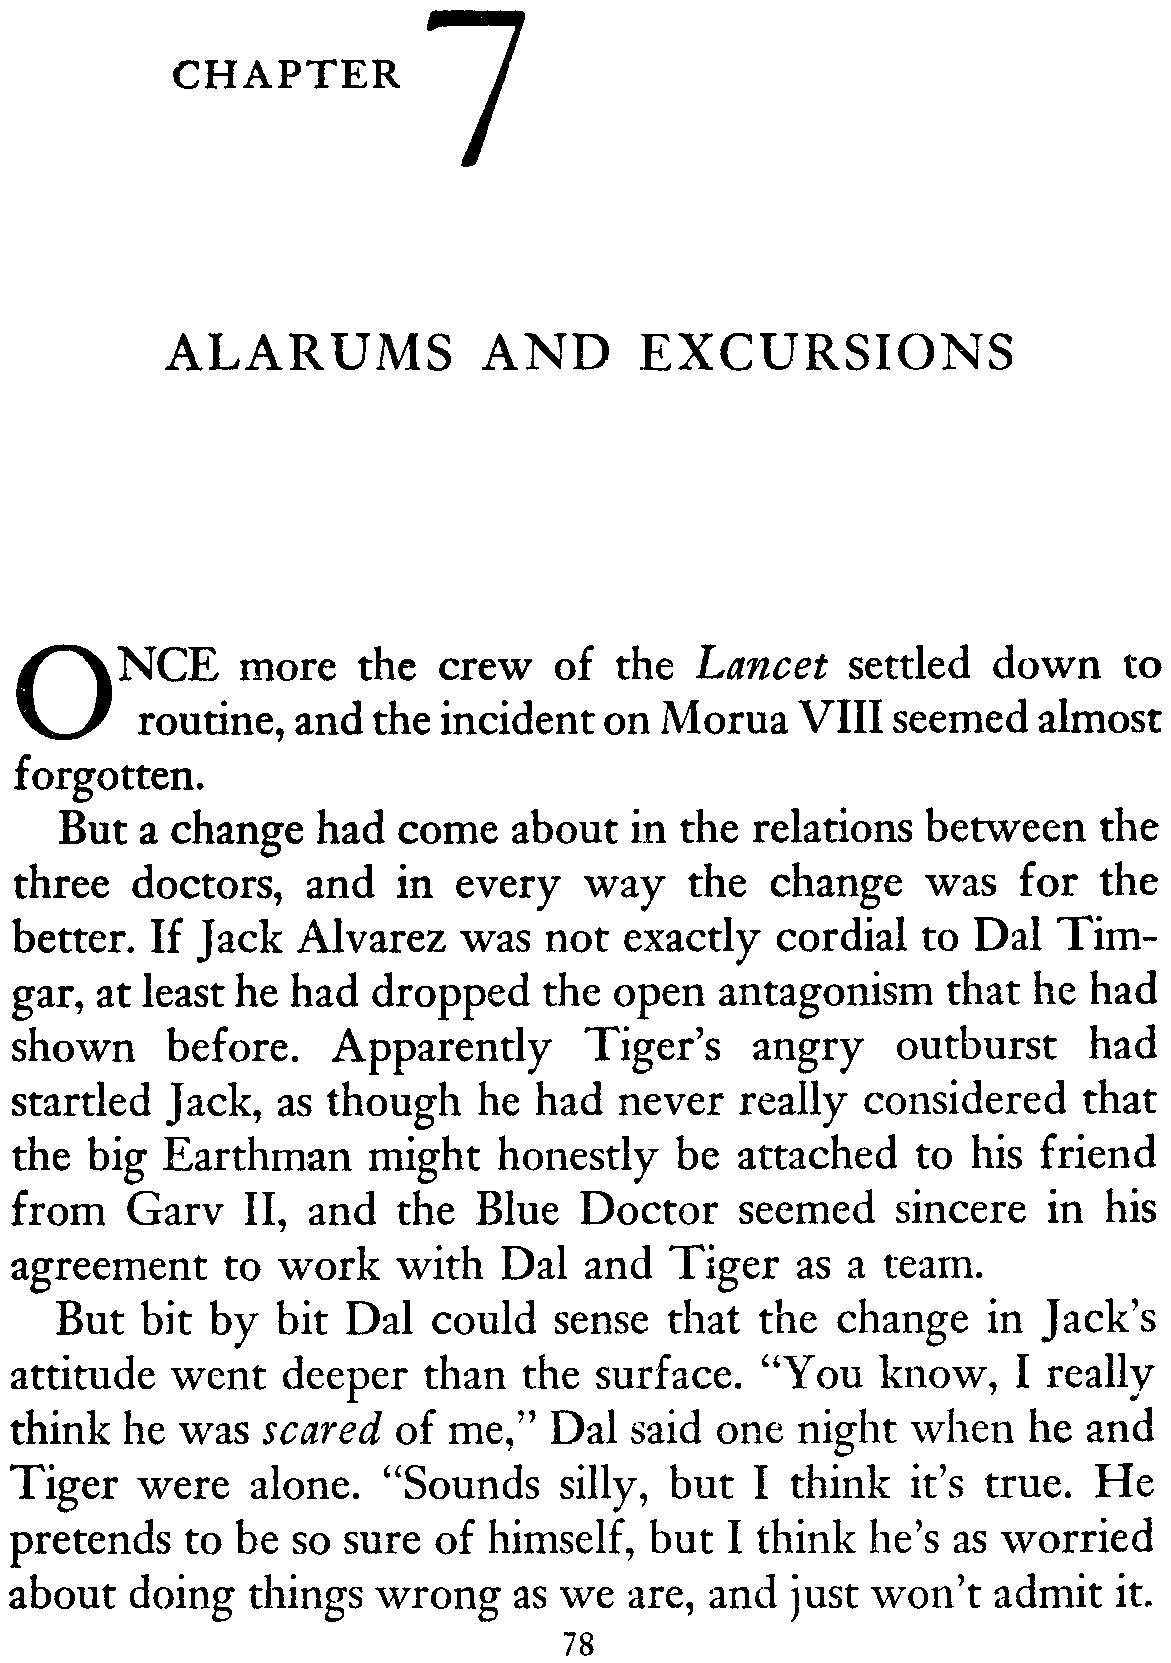 CHAPTER 7
ALARUMS AND EXCURSIONS
ONCE more the crew of the Lancet settled down to
routine, and the incident on Morua VIII seemed almost
forgotten.
But a change had come about in the relations between the
three doctors, and in every way the change was for the
better. If Jack Alvarez was not exactly cordial to Dal Tim-
gar, at least he had dropped the open antagonism that he had
shown before. Apparently Tiger's angry outburst had
startled Jack, as though he had never really considered that
the big Earthman might honestly be attached to his friend
from Garv II, and the Blue Doctor seemed sincere in his
agreement to work with Dal and Tiger as a team.
But bit by bit Dal could sense that the change in Jack's
attitude went deeper than the surface. “You know, I really
think he was scared of me,” Dal said one night when he and
Tiger were alone. “Sounds silly, but I think it's true. He
pretends to be so sure of himself, but I think he's as worried
about doing things wrong as we are, and just won't admit it.
78